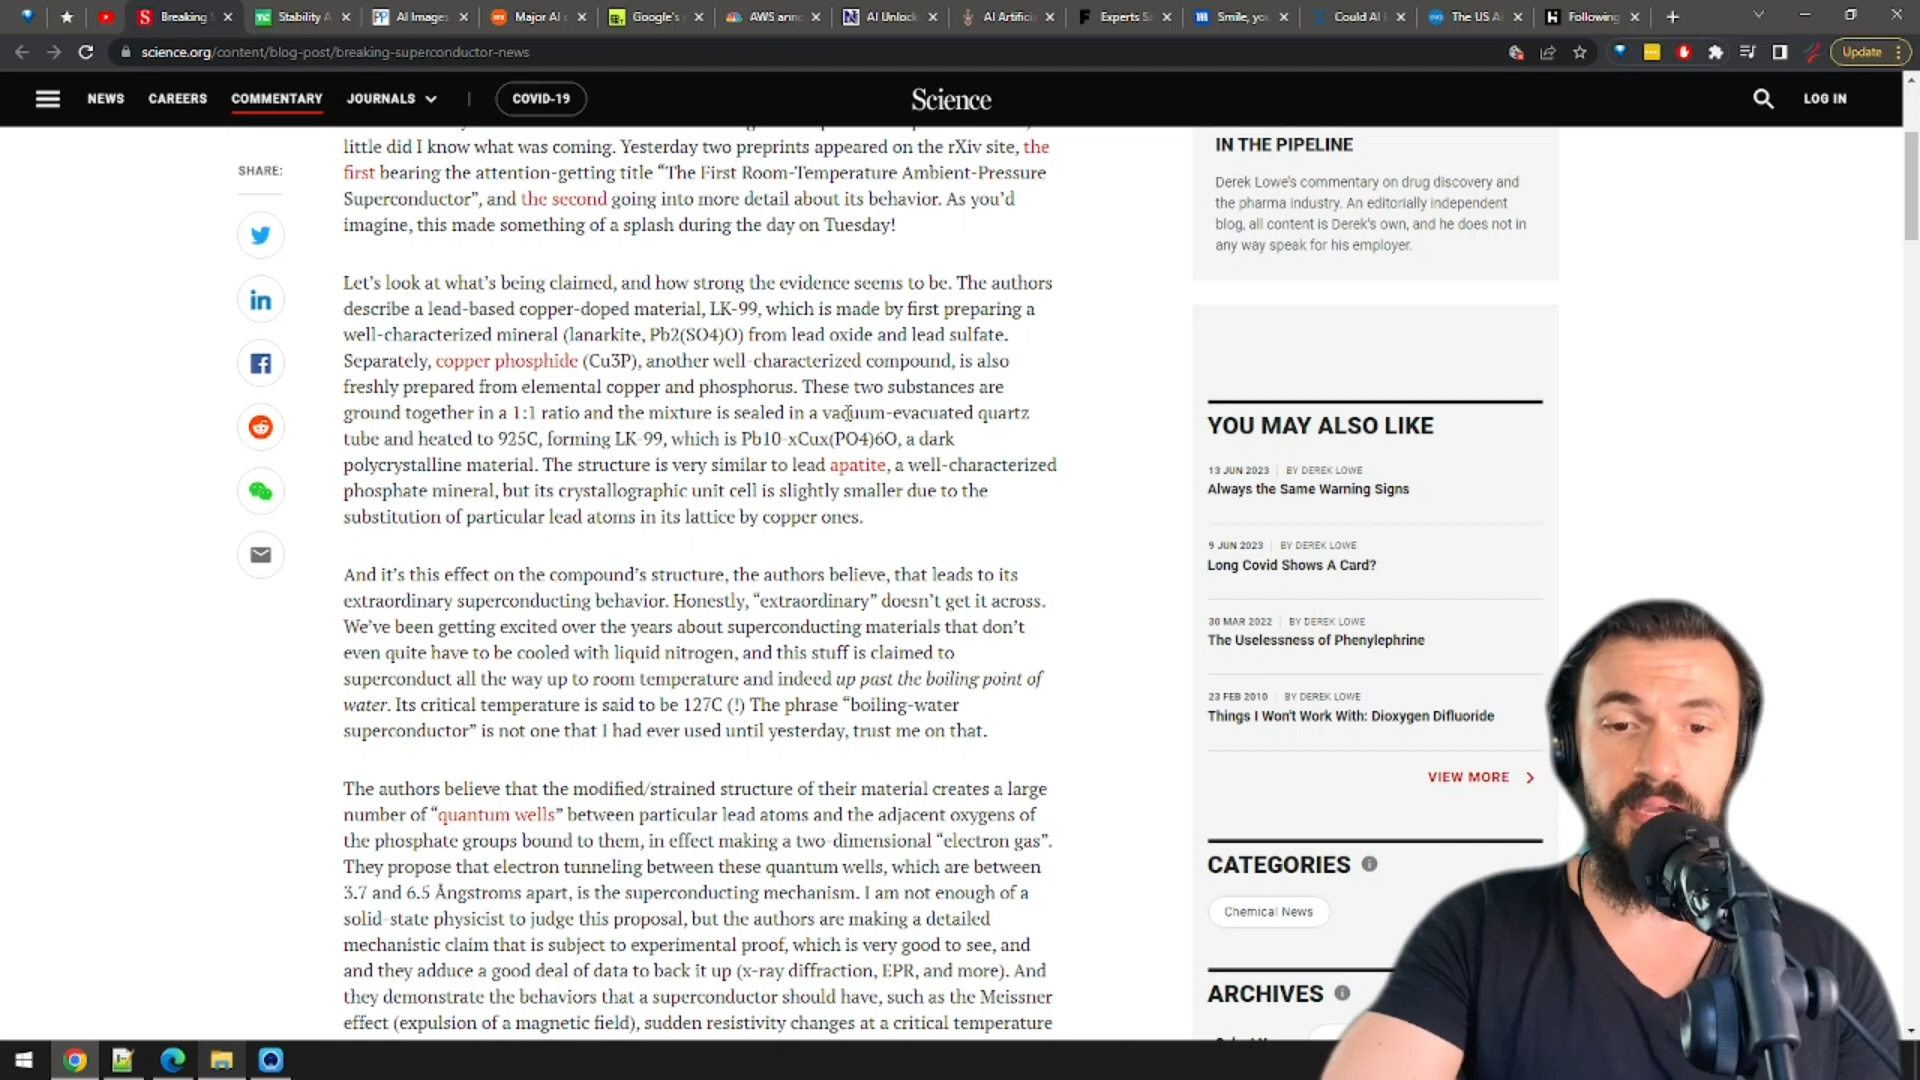 Breaking S
Stability A
AI Images
Major AI c
Google's
AWS anno
AI Unlock
AI Artific
Experts Sa
Smile, you
Could AI
The US Ai
Following
science.org/content/blog-post/breaking-superconductor-news
Update
NEWS
CAREERS
COMMENTARY
JOURNALS
COVID-19
Science
LOG IN
SHARE:
little did I know what was coming. Yesterday two preprints appeared on the rXiv site, the
first bearing the attention-getting title “The First Room-Temperature Ambient-Pressure
Superconductor”, and the second going into more detail about its behavior. As you’d
imagine, this made something of a splash during the day on Tuesday!
Let’s look at what’s being claimed, and how strong the evidence seems to be. The authors
describe a lead-based copper-doped material, LK-99, which is made by first preparing a
well-characterized mineral (lanarkite, Pb2(SO4)O) from lead oxide and lead sulfate.
Separately, copper phosphide (Cu3P), another well-characterized compound, is also
freshly prepared from elemental copper and phosphorus. These two substances are
ground together in a 1:1 ratio and the mixture is sealed in a vacuum-evacuated quartz
tube and heated to 925C, forming LK-99, which is Pb10-xCux(PO4)6O, a dark
polycrystalline material. The structure is very similar to lead apatite, a well-characterized
phosphate mineral, but its crystallographic unit cell is slightly smaller due to the
substitution of particular lead atoms in its lattice by copper ones.
And it’s this effect on the compound’s structure, the authors believe, that leads to its
extraordinary superconducting behavior. Honestly, “extraordinary” doesn’t get it across.
We’ve been getting excited over the years about superconducting materials that don’t
even quite have to be cooled with liquid nitrogen, and this stuff is claimed to
superconduct all the way up to room temperature and indeed up past the boiling point of
water. Its critical temperature is said to be 127C (!) The phrase “boiling-water
superconductor” is not one that I had ever used until yesterday, trust me on that.
The authors believe that the modified/strained structure of their material creates a large
number of “quantum wells” between particular lead atoms and the adjacent oxygens of
the phosphate groups bound to them, in effect making a two-dimensional “electron gas”.
They propose that electron tunneling between these quantum wells, which are between
3.7 and 6.5 Ångstroms apart, is the superconducting mechanism. I am not enough of a
solid-state physicist to judge this proposal, but the authors are making a detailed
mechanistic claim that is subject to experimental proof, which is very good to see, and
and they adduce a good deal of data to back it up (x-ray diffraction, EPR, and more). And
they demonstrate the behaviors that a superconductor should have, such as the Meissner
effect (expulsion of a magnetic field), sudden resistivity changes at a critical temperature
IN THE PIPELINE
Derek Lowe's commentary on drug discovery and
the pharma industry. An editorially independent
blog, all content is Derek's own, and he does not in
any way speak for his employer.
YOU MAY ALSO LIKE
13 JUN 2023 | BY DEREK LOWE
Always the Same Warning Signs
9 JUN 2023 | BY DEREK LOWE
Long Covid Shows A Card?
30 MAR 2022 | BY DEREK LOWE
The Uselessness of Phenylephrine
23 FEB 2010 | BY DEREK LOWE
Things I Won't Work With: Dioxygen Difluoride
VIEW MORE
CATEGORIES
Chemical News
ARCHIVES